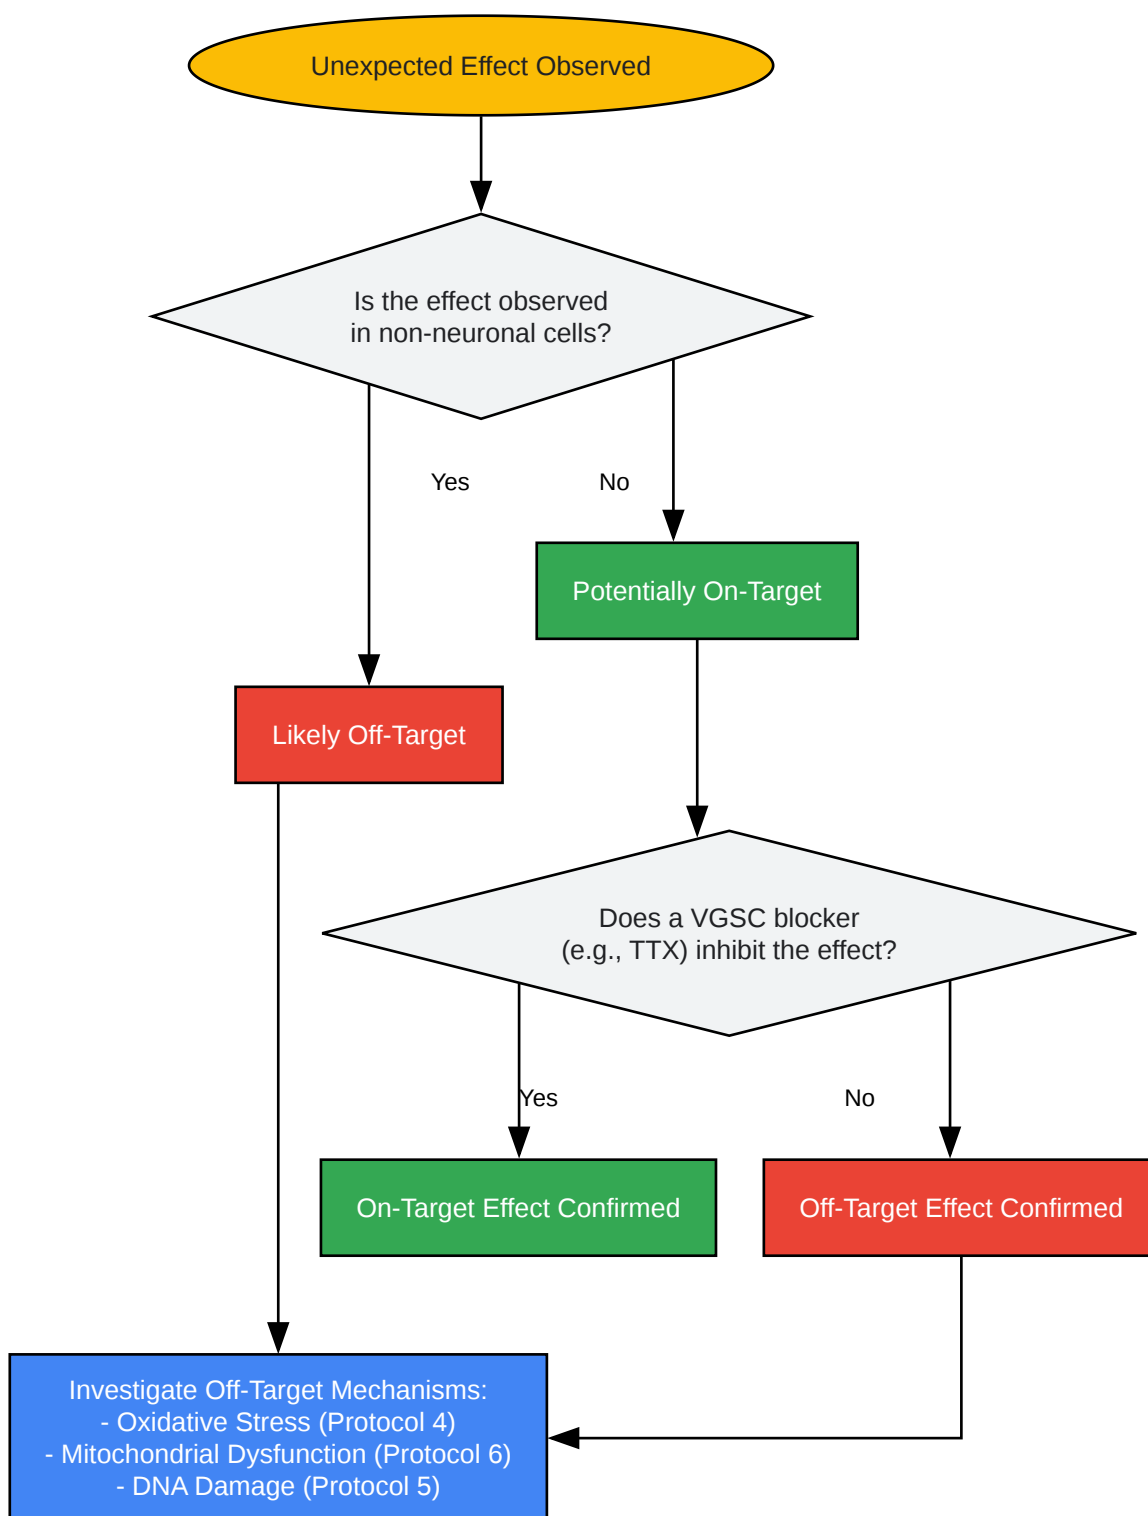 Unexpected Effect Observed
Is the effect observed
in non-neuronal cells?
Yes
No
Potentially On-Target
Likely Off-Target
Does a VGSC blocker
(e.g., TTX) inhibit the effect?
Yes
No
On-Target Effect Confirmed
Off-Target Effect Confirmed
Investigate Off-Target Mechanisms:
- Oxidative Stress (Protocol 4)
- Mitochondrial Dysfunction (Protocol 6)
- DNA Damage (Protocol 5)